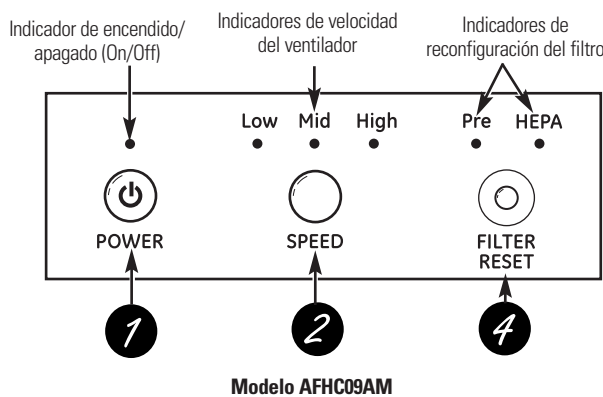 Indicador de encendido/
apagado (On/Off)
Indicadores de velocidad
del ventilador
Indicadores de
reconfiguración del filtro
Low Mid High
Pre HEPA
POWER
SPEED
FILTER
RESET
1
2
4
Modelo AFHC09AM